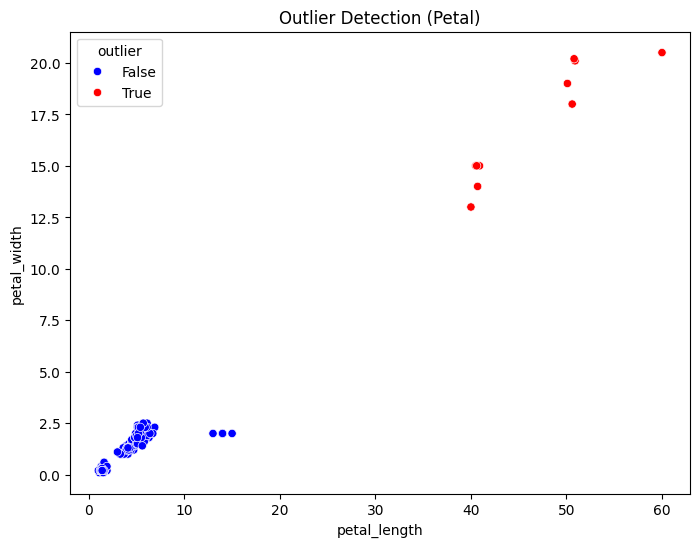 Outlier Detection (Petal)
outlier
False
True
20.0
17.5
15.0
12.5
10.0
7.5
5.0
2.5
0.0
petal_width
0 10 20 30 40 50 60
petal_length